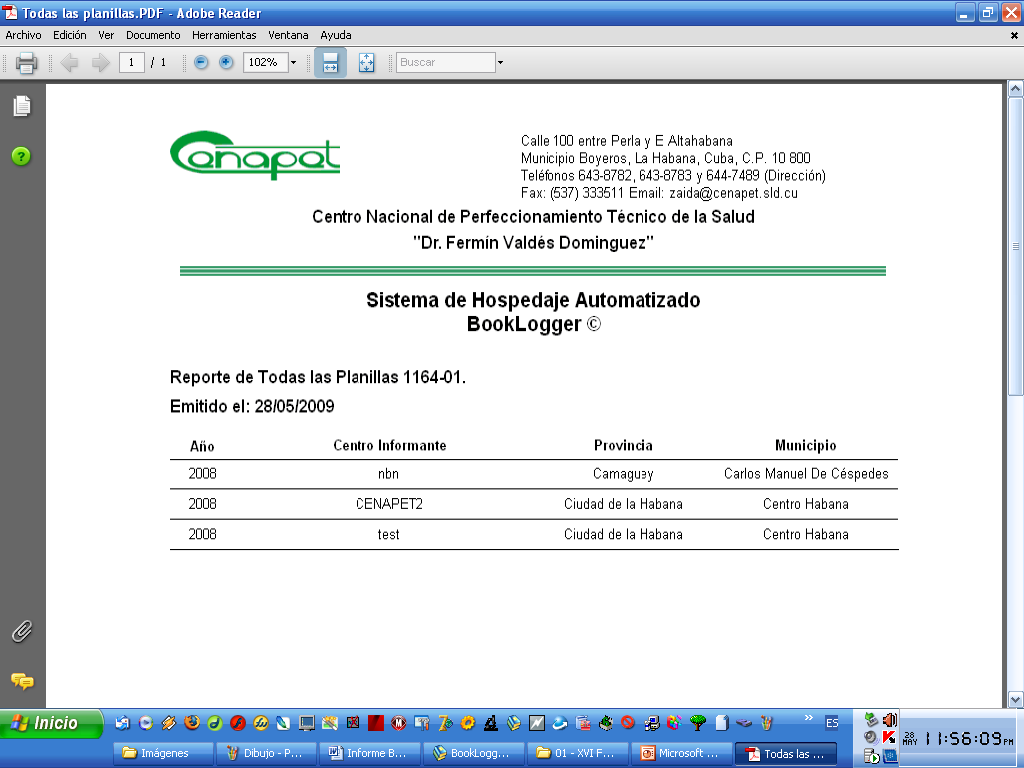 Todas las planillas.PDF - Adobe Reader
Archivo Edición Ver Documento Herramientas Ventana Ayuda
1 / 1 102% Buscar
Cenapet
Calle 100 entre Perla y E Altahabana
Municipio Boyeros, La Habana, Cuba, C.P. 10 800
Teléfonos 643-8782, 643-8783 y 644-7489 (Dirección)
Fax: (537) 333511 Email: zaida@cenapet.sld.cu
Centro Nacional de Perfeccionamiento Técnico de la Salud
"Dr. Fermín Valdés Dominguez"
Sistema de Hospedaje Automatizado
BookLogger ©
Reporte de Todas las Planillas 1164-01.
Emitido el: 28/05/2009
Año Centro Informante Provincia Municipio
2008 nbn Camaguey Carlos Manuel De Céspedes
2008 CENAPET2 Ciudad de la Habana Centro Habana
2008 test Ciudad de la Habana Centro Habana
Inicio » ES
Imágenes Dibujo - P... Informe B... BookLogg... 01 - XVI F... Microsoft ... Todas las ...
28 MAY 11:56:09 PM